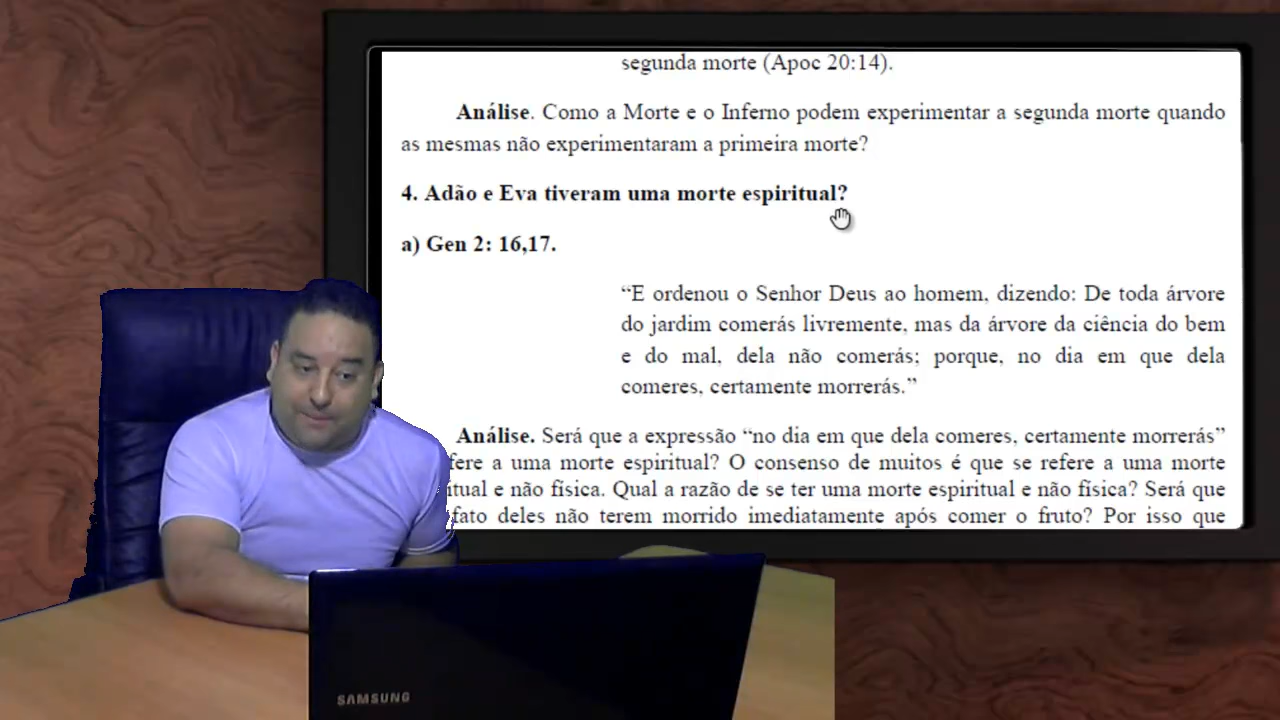 segunda morte (Apoc 20:14).
Análise. Como a Morte e o Inferno podem experimentar a segunda morte quando
as mesmas não experimentaram a primeira morte?
4. Adão e Eva tiveram uma morte espiritual?
a) Gen 2: 16,17.
“E ordenou o Senhor Deus ao homem, dizendo: De toda árvore
do jardim comerás livremente, mas da árvore da ciência do bem
e do mal, dela não comerás; porque, no dia em que dela
comeres, certamente morrerás.”
Análise. Será que a expressão “no dia em que dela comeres, certamente morrerás”
fere a uma morte espiritual? O consenso de muitos é que se refere a uma morte
itual e não física. Qual a razão de se ter uma morte espiritual e não física? Será que
fato deles não terem morrido imediatamente após comer o fruto? Por isso que
SAMSUNG